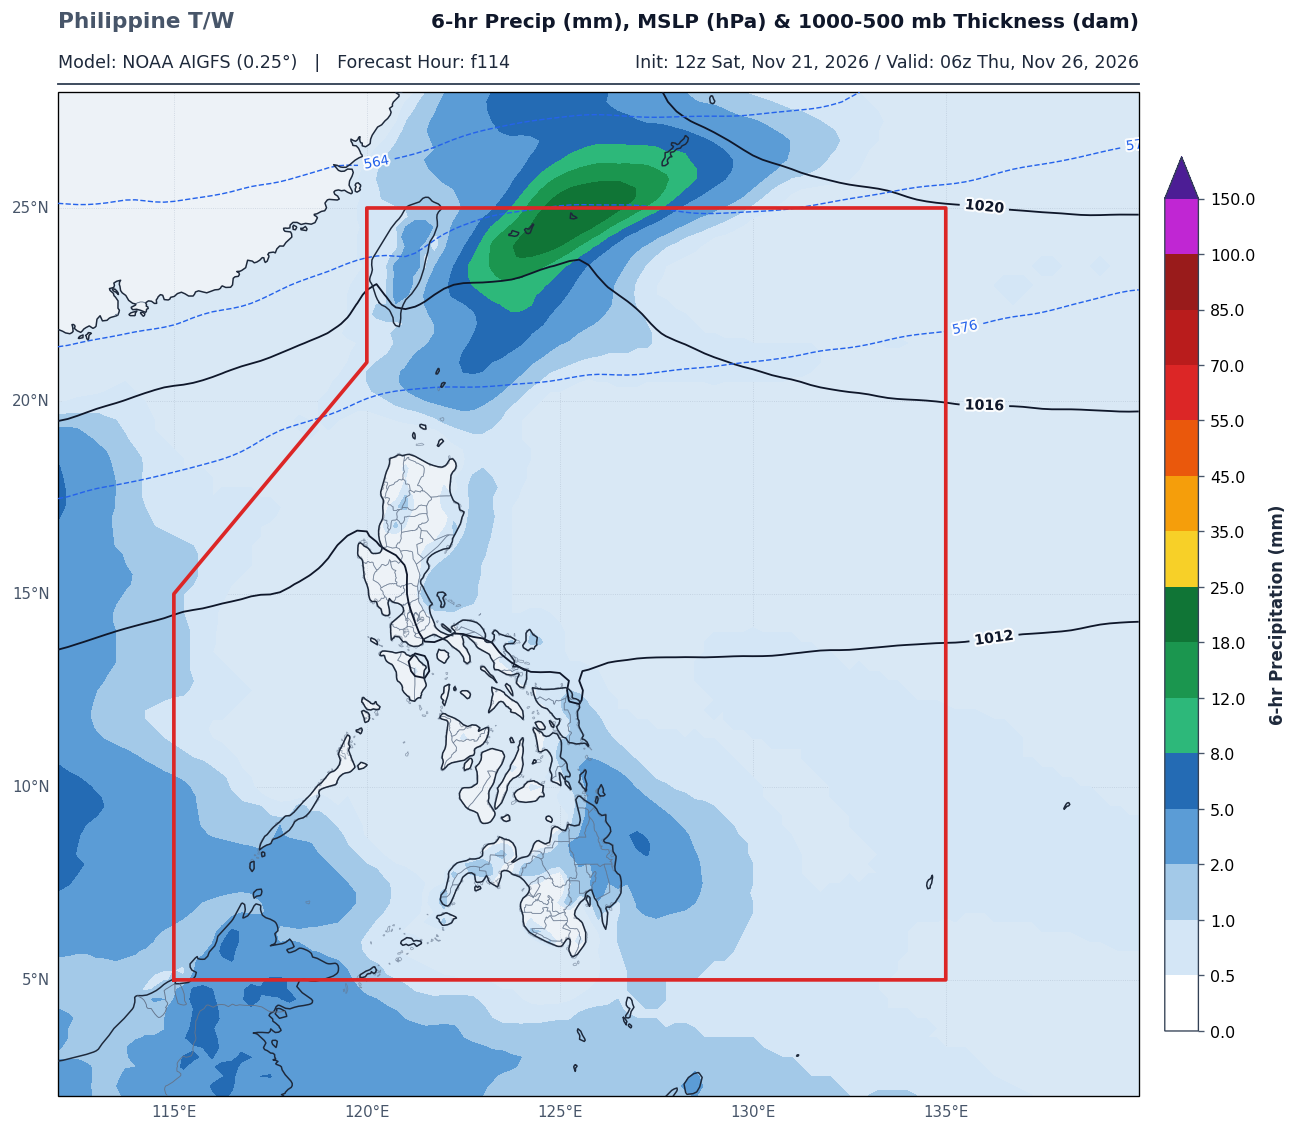 Philippine T/W
6-hr Precip (mm), MSLP (hPa) & 1000-500 mb Thickness (dam)
Model: NOAA AIGFS (0.25°) | Forecast Hour: f114
Init: 12z Sat, Nov 21, 2026 / Valid: 06z Thu, Nov 26, 2026
564
57
1020
576
1016
1012
25°N
20°N
15°N
10°N
5°N
115°E
120°E
125°E
130°E
135°E
150.0
100.0
85.0
70.0
55.0
45.0
35.0
25.0
18.0
12.0
8.0
5.0
2.0
1.0
0.5
0.0
6-hr Precipitation (mm)